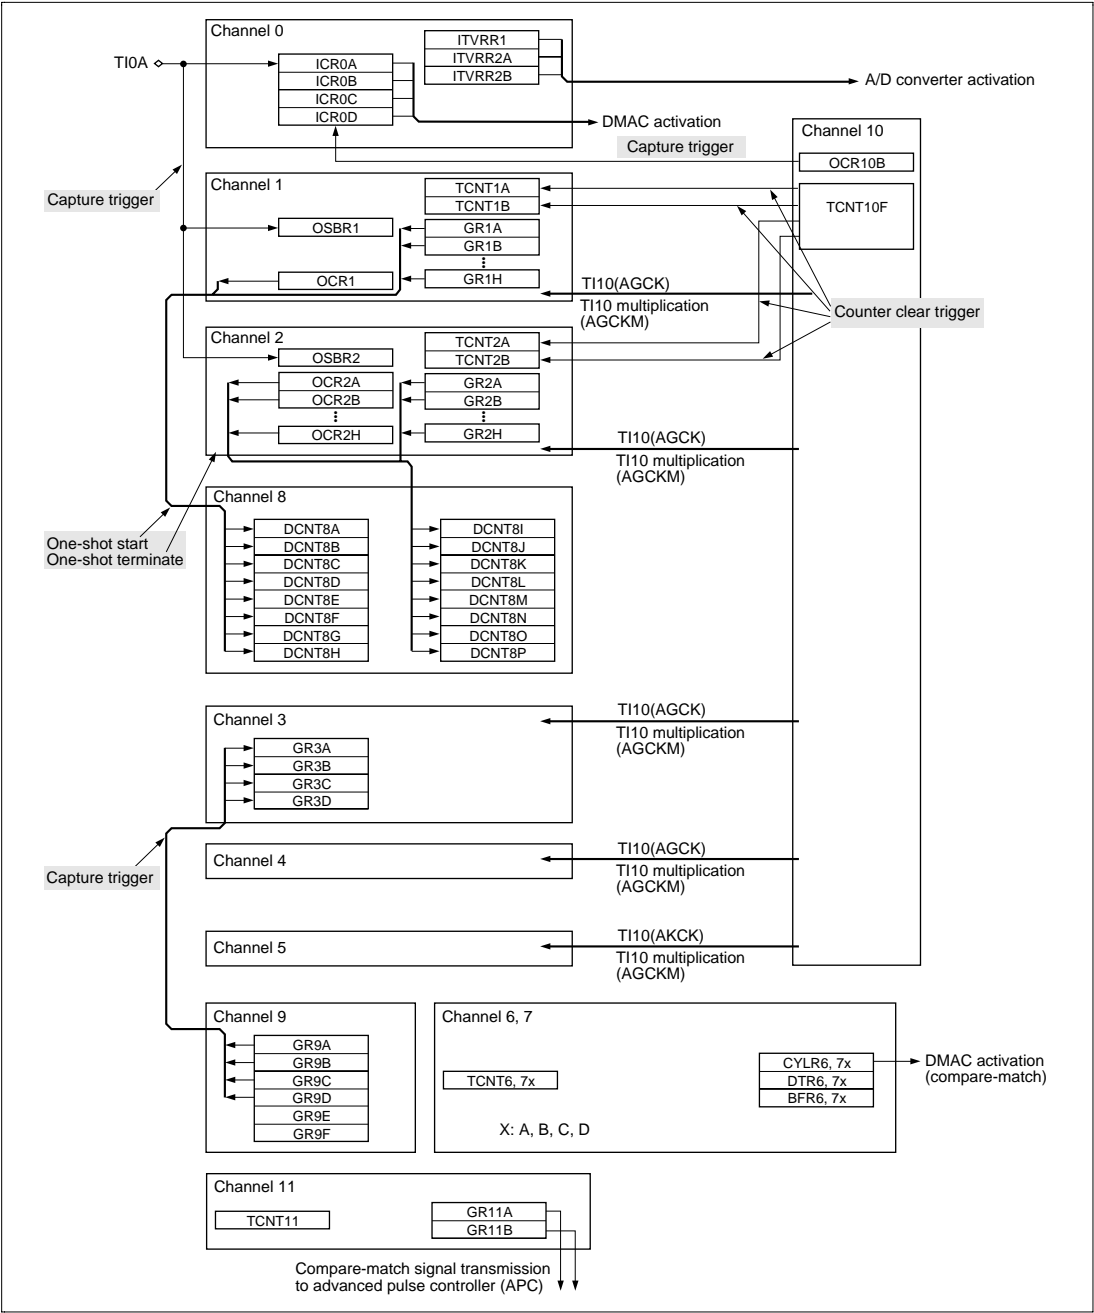 Channel 0
TI0A
ICR0A
ICR0B
ICR0C
ICR0D
ITVRR1
ITVRR2A
ITVRR2B
A/D converter activation
DMAC activation
Capture trigger
Channel 10
OCR10B
TCNT10F
Capture trigger
Channel 1
TCNT1A
TCNT1B
OSBR1
GR1A
GR1B
OCR1
GR1H
TI10(AGCK)
TI10 multiplication
(AGCKM)
Counter clear trigger
Channel 2
TCNT2A
TCNT2B
OSBR2
OCR2A
OCR2B
OCR2H
GR2A
GR2B
GR2H
TI10(AGCK)
TI10 multiplication
(AGCKM)
Channel 8
One-shot start
One-shot terminate
DCNT8A
DCNT8B
DCNT8C
DCNT8D
DCNT8E
DCNT8F
DCNT8G
DCNT8H
DCNT8I
DCNT8J
DCNT8K
DCNT8L
DCNT8M
DCNT8N
DCNT8O
DCNT8P
Channel 3
GR3A
GR3B
GR3C
GR3D
TI10(AGCK)
TI10 multiplication
(AGCKM)
Capture trigger
Channel 4
TI10(AGCK)
TI10 multiplication
(AGCKM)
Channel 5
TI10(AKCK)
TI10 multiplication
(AGCKM)
Channel 9
GR9A
GR9B
GR9C
GR9D
GR9E
GR9F
Channel 6, 7
TCNT6, 7x
CYLR6, 7x
DTR6, 7x
BFR6, 7x
X: A, B, C, D
DMAC activation
(compare-match)
Channel 11
TCNT11
GR11A
GR11B
Compare-match signal transmission
to advanced pulse controller (APC)